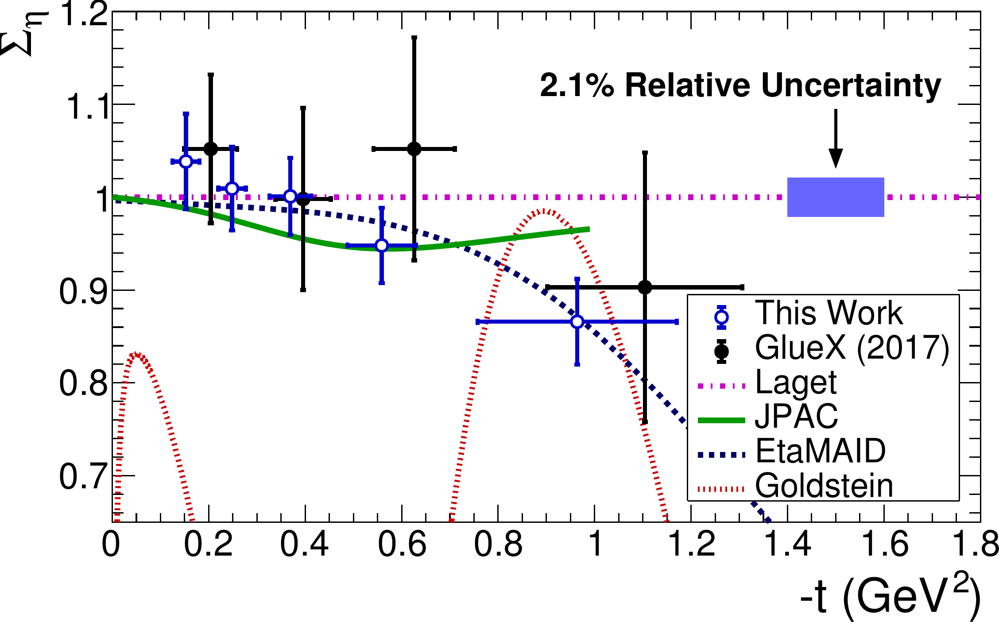 Ση
1.2
1.1
1
0.9
0.8
0.7
2.1% Relative Uncertainty
This Work
GlueX (2017)
Laget
JPAC
EtaMAID
Goldstein
0 0.2 0.4 0.6 0.8 1 1.2 1.4 1.6 1.8
-t (GeV²)